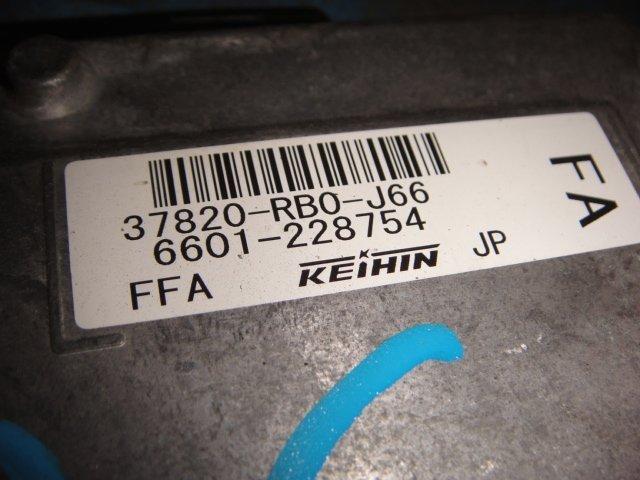 37820-RB0-J66
6601-228754
FFA KEIHIN JP
FA